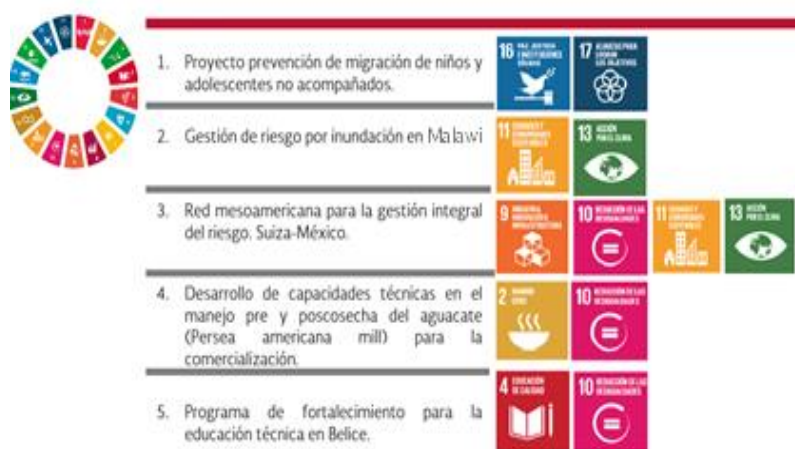 1. Proyecto prevención de migración de niños y
adolescentes no acompañados.
16 PAZ, JUSTICIA
E INSTITUCIONES
SÓLIDAS
17 ALIANZAS PARA
LOGRAR
LOS OBJETIVOS
2. Gestión de riesgo por inundación en Malawi
11 CIUDADES Y
COMUNIDADES
SOSTENIBLES
13 ACCIÓN
POR EL CLIMA
3. Red mesoamericana para la gestión integral
del riesgo. Suiza-México.
9 INDUSTRIA,
INNOVACIÓN E
INFRAESTRUCTURA
10 REDUCCIÓN DE LAS
DESIGUALDADES
11 CIUDADES Y
COMUNIDADES
SOSTENIBLES
13 ACCIÓN
POR EL CLIMA
4. Desarrollo de capacidades técnicas en el
manejo pre y poscosecha del aguacate
(Persea americana mill) para la
comercialización.
2 HAMBRE
CERO
10 REDUCCIÓN DE LAS
DESIGUALDADES
5. Programa de fortalecimiento para la
educación técnica en Belice.
4 EDUCACIÓN
DE CALIDAD
10 REDUCCIÓN DE LAS
DESIGUALDADES